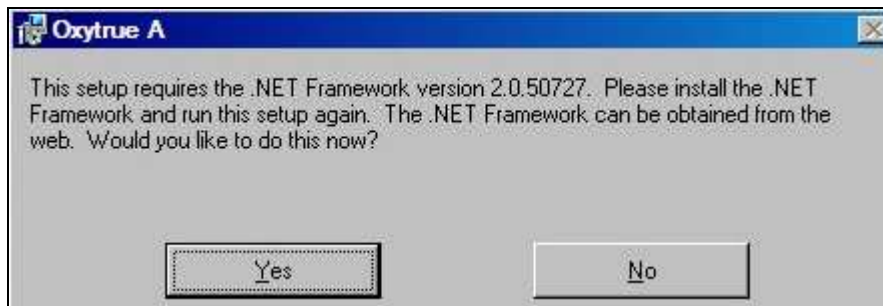 Oxytrue A
This setup requires the .NET Framework version 2.0.50727.  Please install the .NET
Framework and run this setup again.  The .NET Framework can be obtained from the
web.  Would you like to do this now?
Yes
No